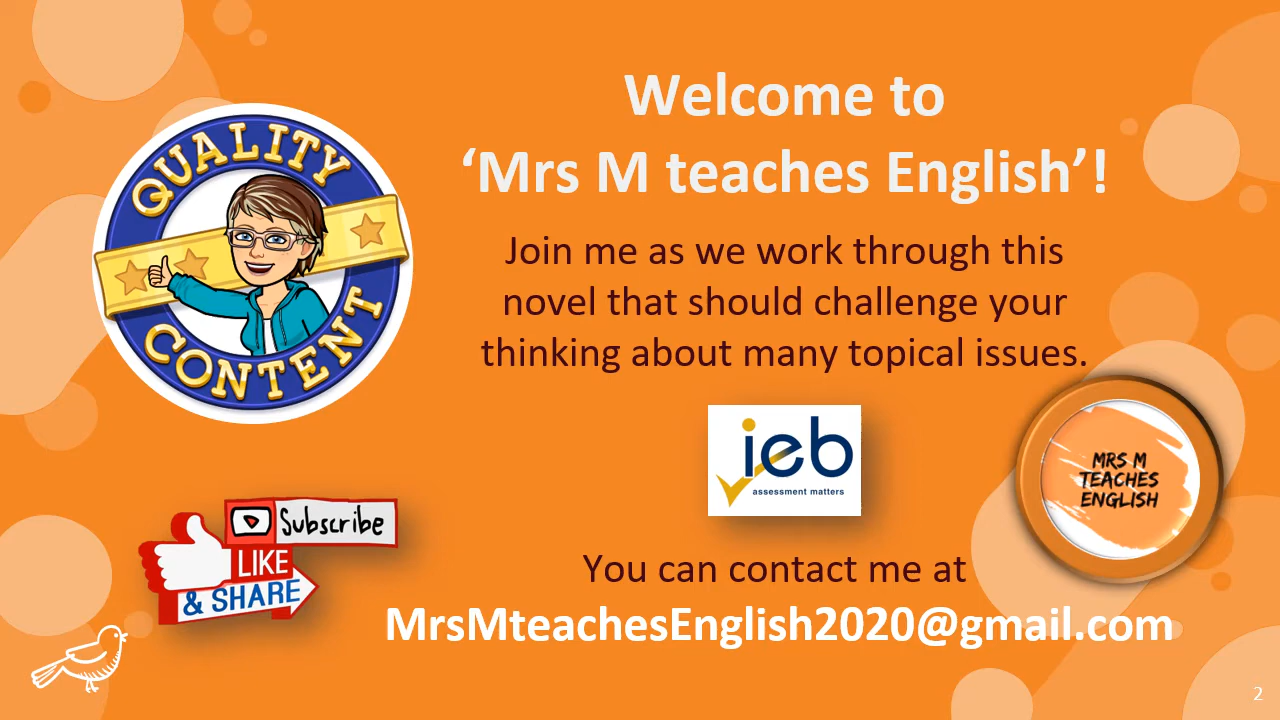 QUALITY
CONTENT
Welcome to
‘Mrs M teaches English’!
Join me as we work through this
novel that should challenge your
thinking about many topical issues.
ieb
assessment matters
MRS M
TEACHES
ENGLISH
Subscribe
LIKE
& SHARE
You can contact me at
MrsMteachesEnglish2020@gmail.com
2